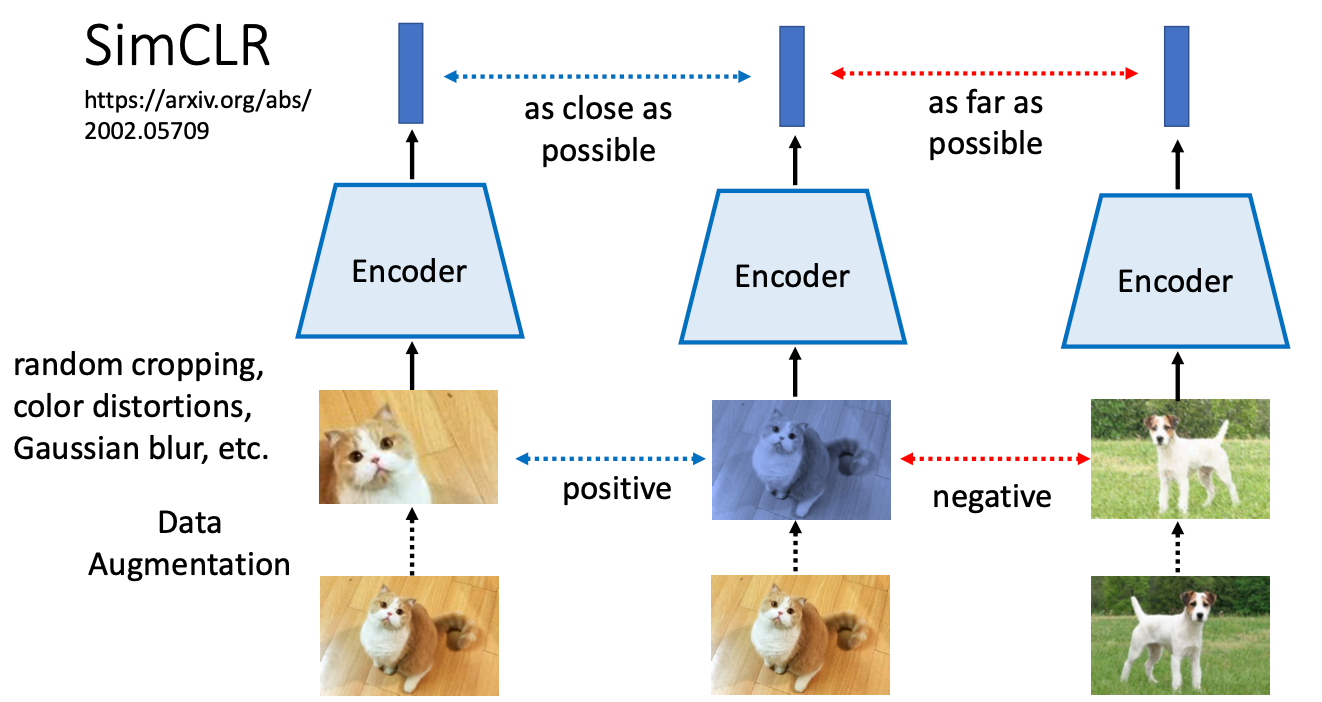 SimCLR
https://arxiv.org/abs/
2002.05709
as close as
possible
as far as
possible
Encoder
Encoder
Encoder
random cropping,
color distortions,
Gaussian blur, etc.
positive
negative
Data
Augmentation